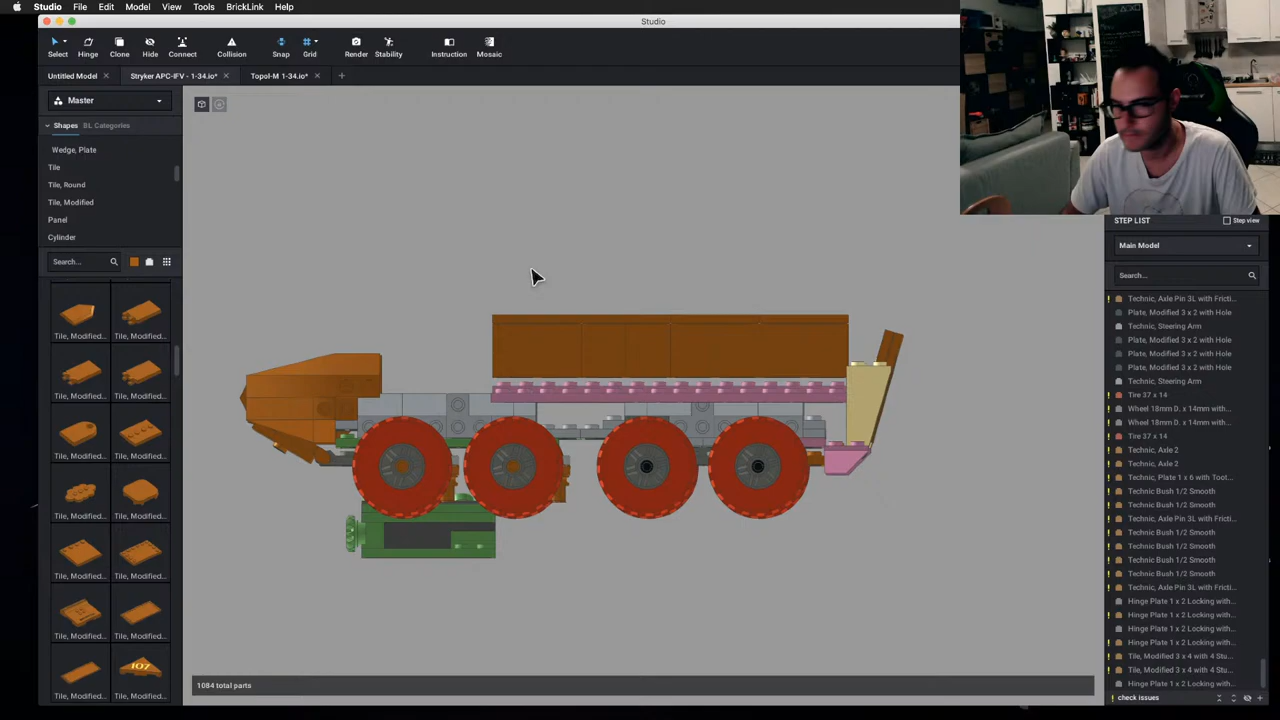 Studio File Edit View Model Tools BrickLink Help
Studio
Select Hinge Clone Hide Connect Collision Snap Grid Render Stability Instruction Mosaic
Untitled Model Stryker APC-IFV - 1-34.io* Topol-M 1-34.io*
Master
Shapes BL Categories
Wedge, Plate
Tile
Tile, Round
Tile, Modified
Panel
Cylinder
Search...
Tile, Modified... Tile, Modified...
Tile, Modified... Tile, Modified...
Tile, Modified... Tile, Modified...
Tile, Modified... Tile, Modified...
Tile, Modified... Tile, Modified...
Tile, Modified... Tile, Modified...
107
Tile, Modified... Tile, Modified...
1084 total parts
STEP LIST Step view
Main Model
Search...
Technic, Axle Pin 3L with Fricti...
Plate, Modified 3 x 2 with Hole
Technic, Steering Arm
Plate, Modified 3 x 2 with Hole
Plate, Modified 3 x 2 with Hole
Plate, Modified 3 x 2 with Hole
Technic, Steering Arm
Tire 37 x 14
Wheel 18mm D. x 14mm with...
Wheel 18mm D. x 14mm with...
Tire 37 x 14
Technic, Axle 2
Technic, Axle 2
Technic, Plate 1 x 6 with Toot...
Technic Bush 1/2 Smooth
Technic Bush 1/2 Smooth
Technic, Axle Pin 3L with Fricti...
Technic Bush 1/2 Smooth
Technic Bush 1/2 Smooth
Technic Bush 1/2 Smooth
Technic Bush 1/2 Smooth
Technic, Axle Pin 3L with Fricti...
Hinge Plate 1 x 2 Locking with...
Hinge Plate 1 x 2 Locking with...
Hinge Plate 1 x 2 Locking with...
Hinge Plate 1 x 2 Locking with...
Tile, Modified 3 x 4 with 4 Stu...
Tile, Modified 3 x 4 with 4 Stu...
Hinge Plate 1 x 2 Locking with...
check issues